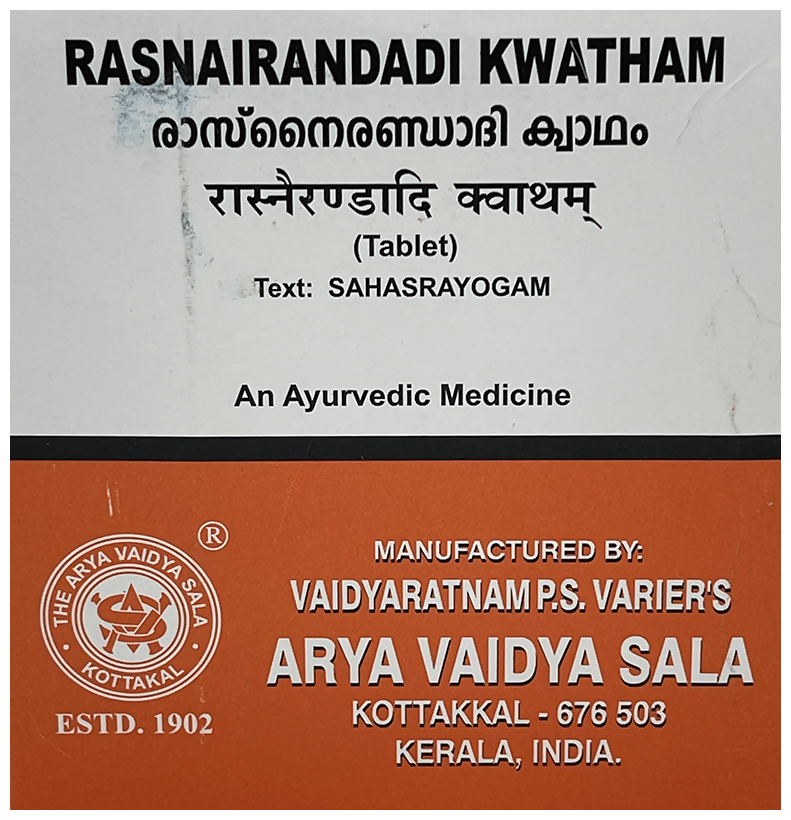 RASNAIRANDADI KWATHAM
രാസ്നൈരണ്ഡാദി ക്വാഥം
रास्नैरण्डादि क्वाथम्
(Tablet)
Text: SAHASRAYOGAM
An Ayurvedic Medicine
®
THE ARYA VAIDYA SALA
· KOTTAKAL ·
ESTD. 1902
MANUFACTURED BY:
VAIDYARATNAM P.S. VARIER'S
ARYA VAIDYA SALA
KOTTAKKAL - 676 503
KERALA, INDIA.